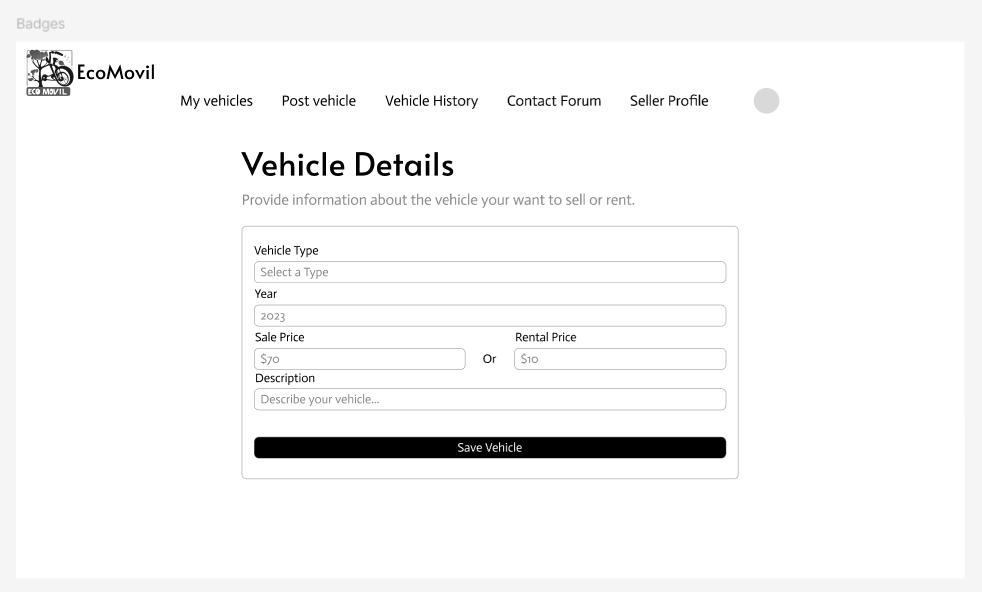 Badges
EcoMovil
ECO MOVIL
My vehicles Post vehicle Vehicle History Contact Forum Seller Profile
Vehicle Details
Provide information about the vehicle your want to sell or rent.
Vehicle Type
Select a Type
Year
2023
Sale Price Rental Price
$70 Or $10
Description
Describe your vehicle...
Save Vehicle